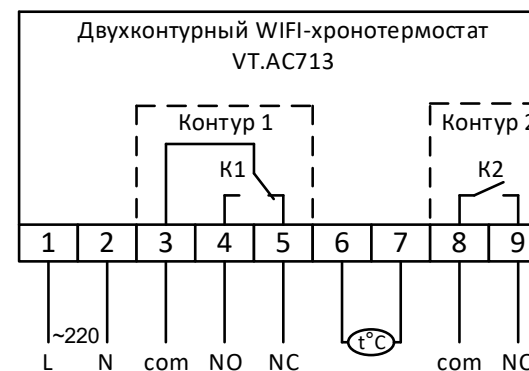 Двухконтурный WIFI-хронотермостат
VT.AC713
Контур 1
Контур 2
К1
К2
1 2 3 4 5 6 7 8 9
~220
t°C
L N com NO NC com NO